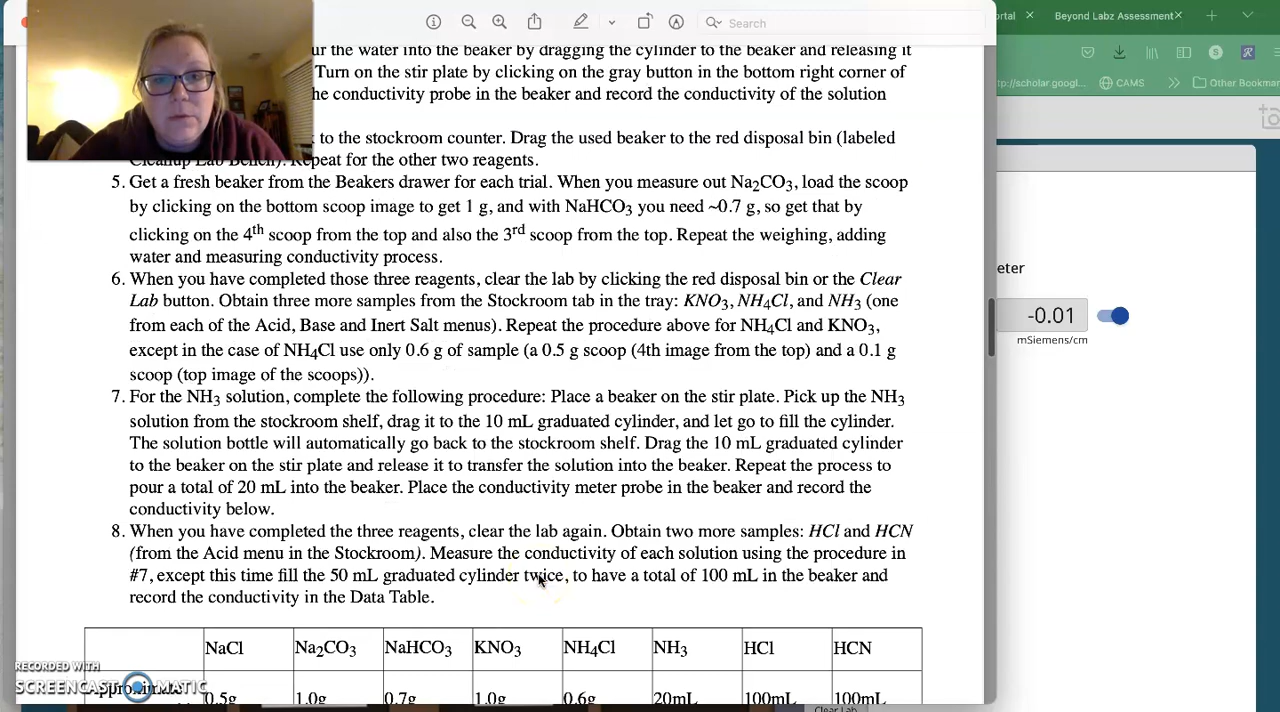 Search
rtal
Beyond Labz Assessment
S
R
ttp://scholar.googl...
CAMS
Other Bookmar
ur the water into the beaker by dragging the cylinder to the beaker and releasing it
Turn on the stir plate by clicking on the gray button in the bottom right corner of
he conductivity probe in the beaker and record the conductivity of the solution
to the stockroom counter. Drag the used beaker to the red disposal bin (labeled
Cleanup Lab Bench). Repeat for the other two reagents.
5. Get a fresh beaker from the Beakers drawer for each trial. When you measure out Na2CO3, load the scoop
by clicking on the bottom scoop image to get 1 g, and with NaHCO3 you need ~0.7 g, so get that by
clicking on the 4th scoop from the top and also the 3rd scoop from the top. Repeat the weighing, adding
water and measuring conductivity process.
6. When you have completed those three reagents, clear the lab by clicking the red disposal bin or the Clear
Lab button. Obtain three more samples from the Stockroom tab in the tray: KNO3, NH4Cl, and NH3 (one
from each of the Acid, Base and Inert Salt menus). Repeat the procedure above for NH4Cl and KNO3,
except in the case of NH4Cl use only 0.6 g of sample (a 0.5 g scoop (4th image from the top) and a 0.1 g
scoop (top image of the scoops)).
7. For the NH3 solution, complete the following procedure: Place a beaker on the stir plate. Pick up the NH3
solution from the stockroom shelf, drag it to the 10 mL graduated cylinder, and let go to fill the cylinder.
The solution bottle will automatically go back to the stockroom shelf. Drag the 10 mL graduated cylinder
to the beaker on the stir plate and release it to transfer the solution into the beaker. Repeat the process to
pour a total of 20 mL into the beaker. Place the conductivity meter probe in the beaker and record the
conductivity below.
8. When you have completed the three reagents, clear the lab again. Obtain two more samples: HCl and HCN
(from the Acid menu in the Stockroom). Measure the conductivity of each solution using the procedure in
#7, except this time fill the 50 mL graduated cylinder twice, to have a total of 100 mL in the beaker and
record the conductivity in the Data Table.
NaCl Na2CO3 NaHCO3 KNO3 NH4Cl NH3 HCl HCN
Approximate 0.5g 1.0g 0.7g 1.0g 0.6g 20mL 100mL 100mL
eter
-0.01
mSiemens/cm
Clear Lab
RECORDED WITH
SCREENCAST-O-MATIC